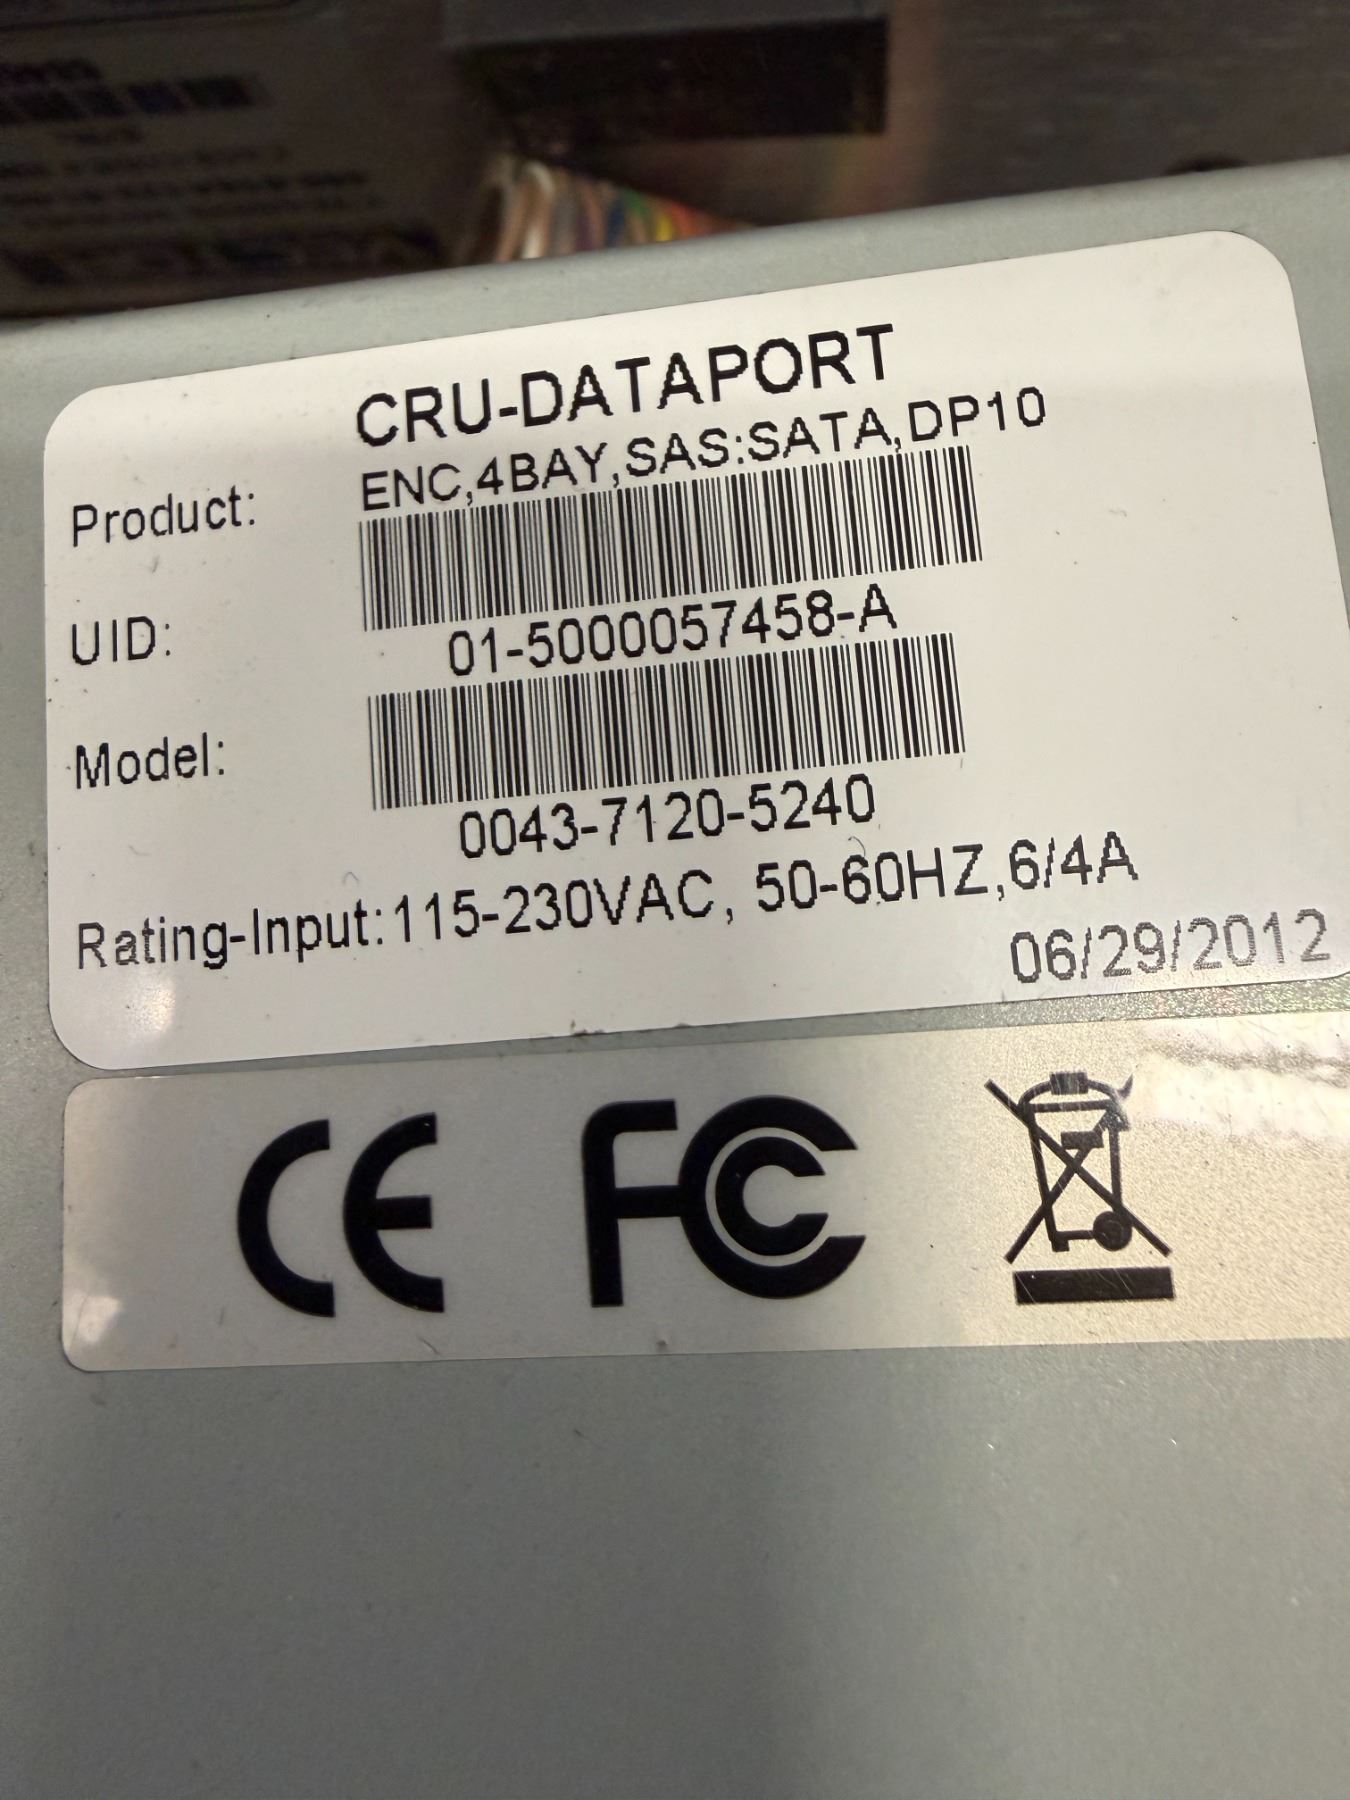 CRU-DATAPORT
Product: ENC,4BAY,SAS:SATA,DP10
UID: 01-5000057458-A
Model: 0043-7120-5240
Rating-Input:115-230VAC, 50-60HZ,6/4A
06/29/2012
CE FC